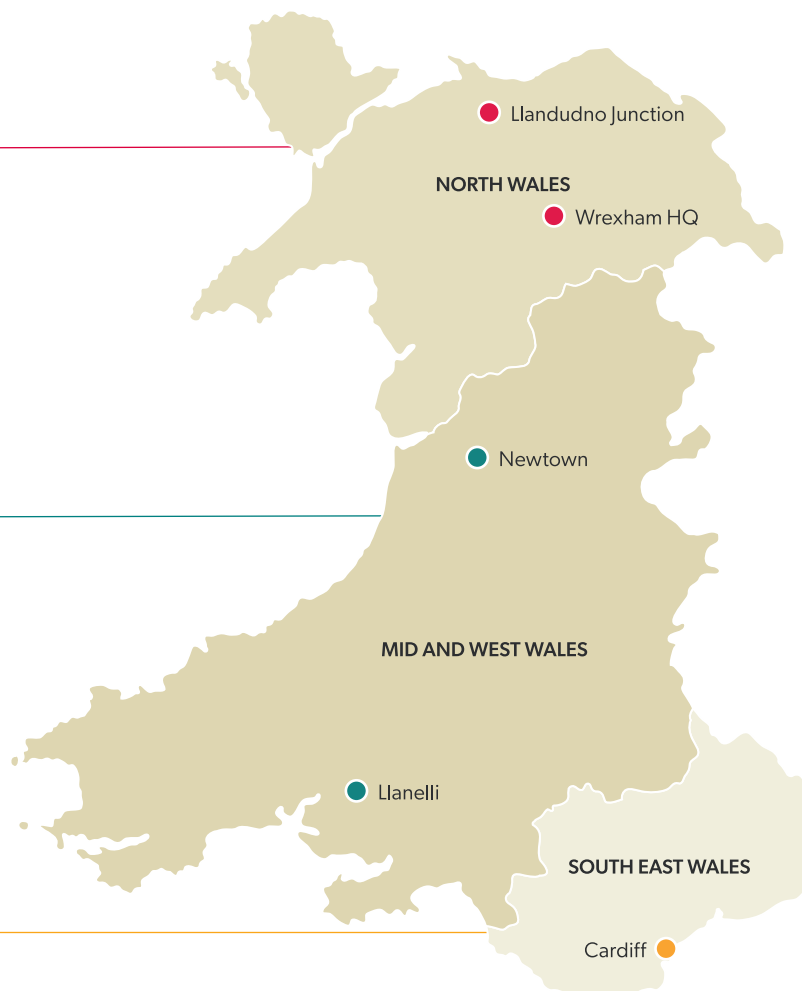 Llandudno Junction
NORTH WALES
Wrexham HQ
Newtown
MID AND WEST WALES
Llanelli
SOUTH EAST WALES
Cardiff